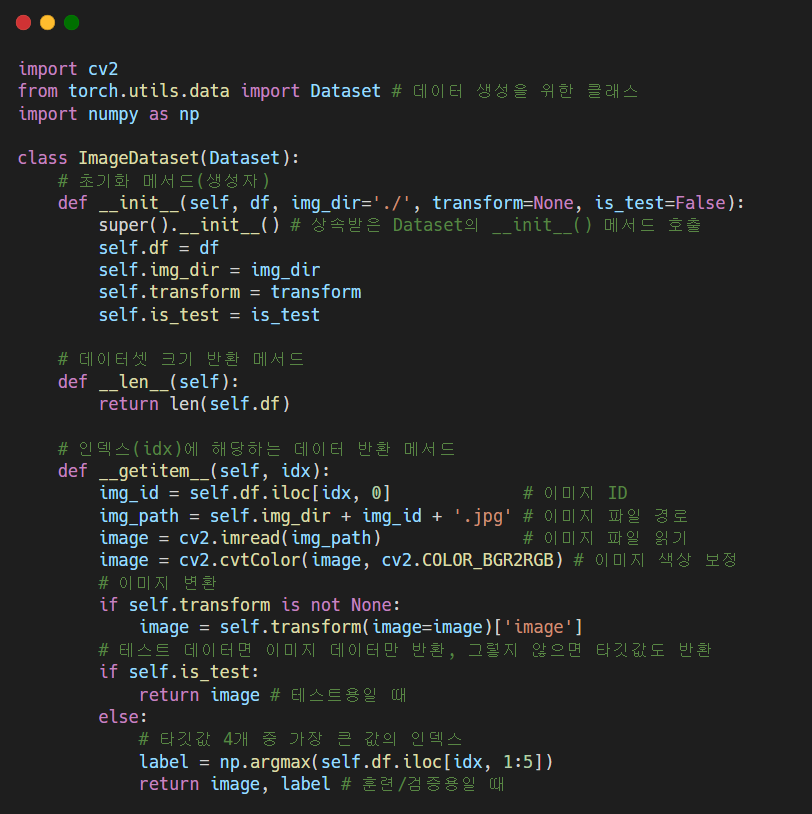 import cv2
from torch.utils.data import Dataset # 데이터 생성을 위한 클래스
import numpy as np

class ImageDataset(Dataset):
    # 초기화 메서드(생성자)
    def __init__(self, df, img_dir='./', transform=None, is_test=False):
        super().__init__() # 상속받은 Dataset의 __init__() 메서드 호출
        self.df = df
        self.img_dir = img_dir
        self.transform = transform
        self.is_test = is_test

    # 데이터셋 크기 반환 메서드
    def __len__(self):
        return len(self.df)

    # 인덱스(idx)에 해당하는 데이터 반환 메서드
    def __getitem__(self, idx):
        img_id = self.df.iloc[idx, 0]             # 이미지 ID
        img_path = self.img_dir + img_id + '.jpg' # 이미지 파일 경로
        image = cv2.imread(img_path)              # 이미지 파일 읽기
        image = cv2.cvtColor(image, cv2.COLOR_BGR2RGB) # 이미지 색상 보정
        # 이미지 변환
        if self.transform is not None:
            image = self.transform(image=image)['image']
        # 테스트 데이터면 이미지 데이터만 반환, 그렇지 않으면 타깃값도 반환
        if self.is_test:
            return image # 테스트용일 때
        else:
            # 타깃값 4개 중 가장 큰 값의 인덱스
            label = np.argmax(self.df.iloc[idx, 1:5])
            return image, label # 훈련/검증용일 때